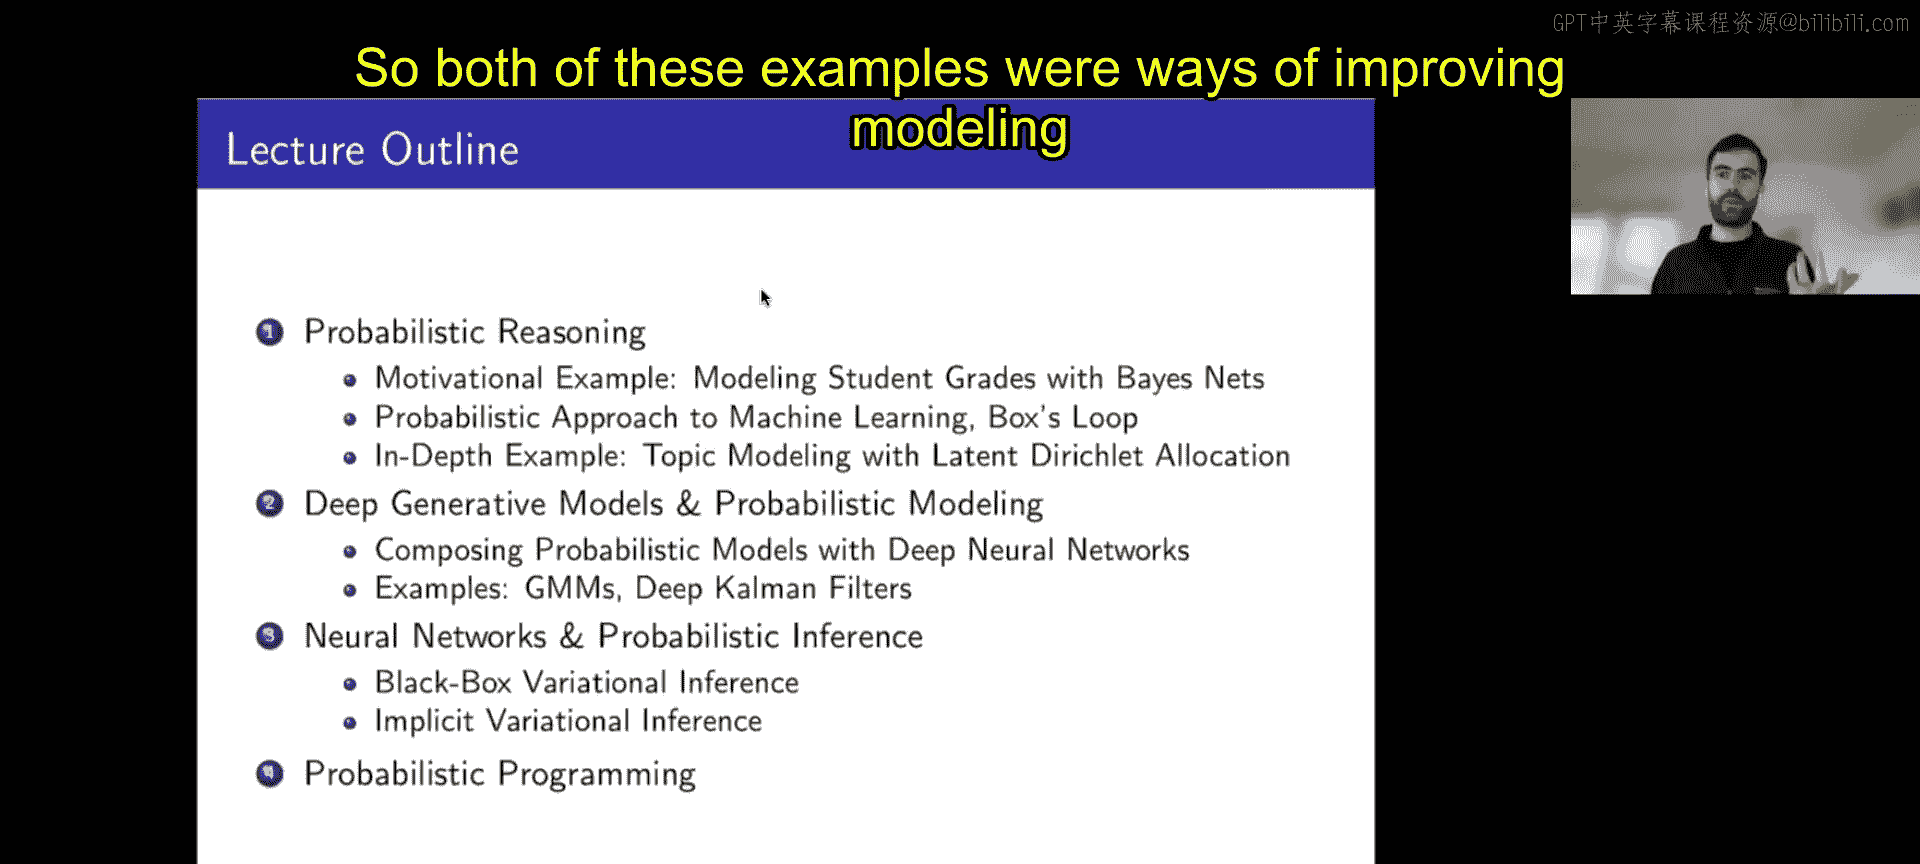 GPT中英字幕课程资源@bilibili.com
So both of these examples were ways of improving
modeling
Lecture Outline
1 Probabilistic Reasoning
Motivational Example: Modeling Student Grades with Bayes Nets
Probabilistic Approach to Machine Learning, Box's Loop
In-Depth Example: Topic Modeling with Latent Dirichlet Allocation
2 Deep Generative Models & Probabilistic Modeling
Composing Probabilistic Models with Deep Neural Networks
Examples: GMMs, Deep Kalman Filters
3 Neural Networks & Probabilistic Inference
Black-Box Variational Inference
Implicit Variational Inference
4 Probabilistic Programming